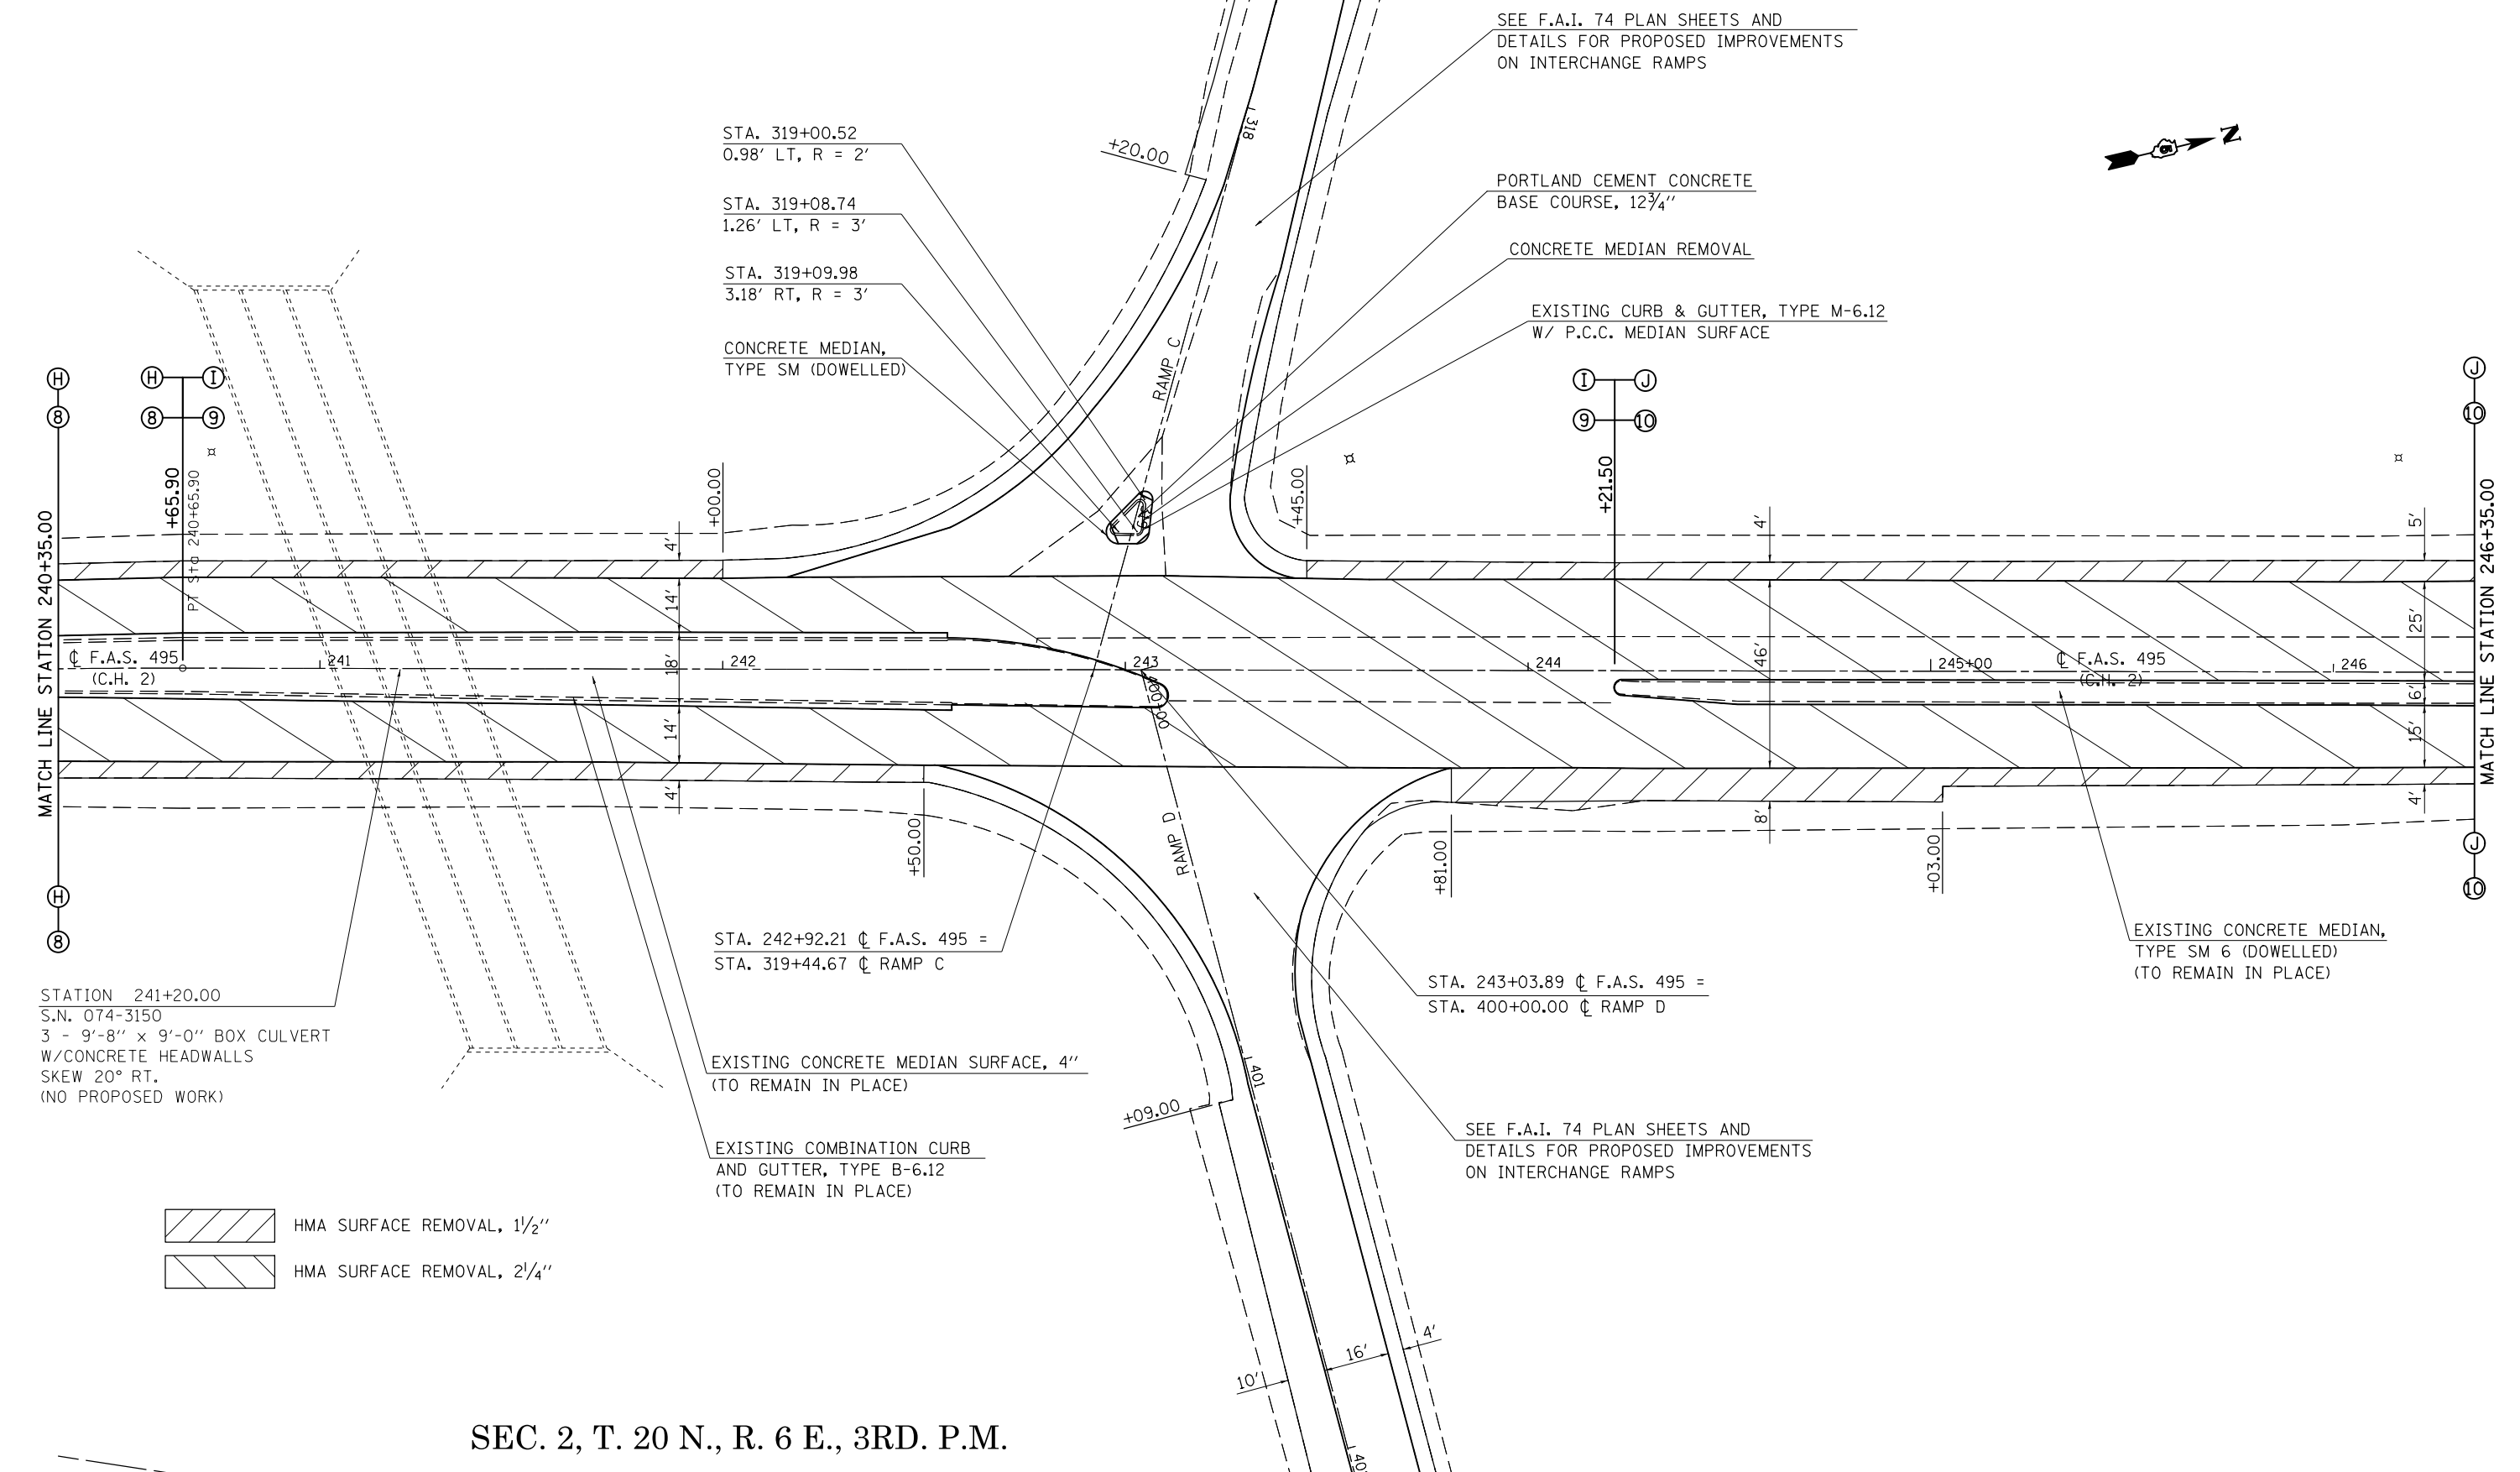 SEE F.A.I. 74 PLAN SHEETS AND
DETAILS FOR PROPOSED IMPROVEMENTS
ON INTERCHANGE RAMPS
STA. 319+00.52
0.98' LT, R = 2'
STA. 319+08.74
1.26' LT, R = 3'
STA. 319+09.98
3.18' RT, R = 3'
CONCRETE MEDIAN,
TYPE SM (DOWELLED)
+20.00
318
N
PORTLAND CEMENT CONCRETE
BASE COURSE, 12¾"
CONCRETE MEDIAN REMOVAL
EXISTING CURB & GUTTER, TYPE M-6.12
W/ P.C.C. MEDIAN SURFACE
RAMP C
H
8
H I
8 9
I J
9 10
J
10
MATCH LINE STATION 240+35.00
+65.90
PT Sta 240+65.90
+00.00
+45.00
+21.50
MATCH LINE STATION 246+35.00
4'
14'
18'
14'
4'
4'
46'
8'
5'
25'
6'
15'
4'
℄ F.A.S. 495
(C.H. 2)
241
242
243
244
245+00
℄ F.A.S. 495
(C.H. 2)
246
400+00
+50.00
RAMP D
+81.00
+03.00
H
8
J
10
STA. 242+92.21 ℄ F.A.S. 495 =
STA. 319+44.67 ℄ RAMP C
STA. 243+03.89 ℄ F.A.S. 495 =
STA. 400+00.00 ℄ RAMP D
EXISTING CONCRETE MEDIAN,
TYPE SM 6 (DOWELLED)
(TO REMAIN IN PLACE)
STATION 241+20.00
S.N. 074-3150
3 - 9'-8" x 9'-0" BOX CULVERT
W/CONCRETE HEADWALLS
SKEW 20° RT.
(NO PROPOSED WORK)
EXISTING CONCRETE MEDIAN SURFACE, 4"
(TO REMAIN IN PLACE)
EXISTING COMBINATION CURB
AND GUTTER, TYPE B-6.12
(TO REMAIN IN PLACE)
+09.00
401
SEE F.A.I. 74 PLAN SHEETS AND
DETAILS FOR PROPOSED IMPROVEMENTS
ON INTERCHANGE RAMPS
HMA SURFACE REMOVAL, 1½"
HMA SURFACE REMOVAL, 2¼"
10'
16'
4'
SEC. 2, T. 20 N., R. 6 E., 3RD. P.M.